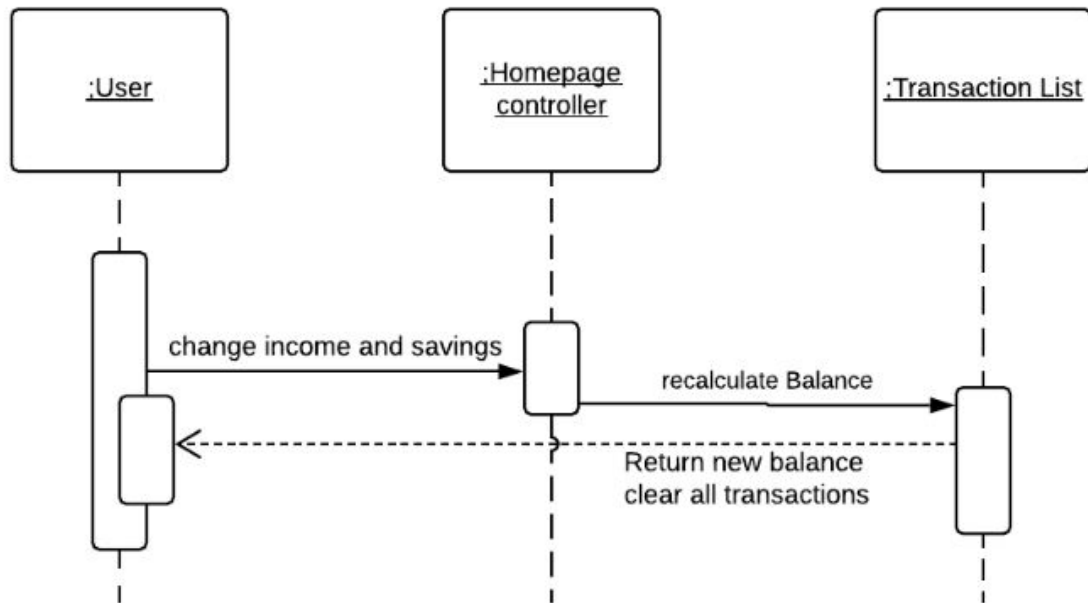 ;User
;Homepage
controller
;Transaction List
change income and savings
recalculate Balance
Return new balance
clear all transactions